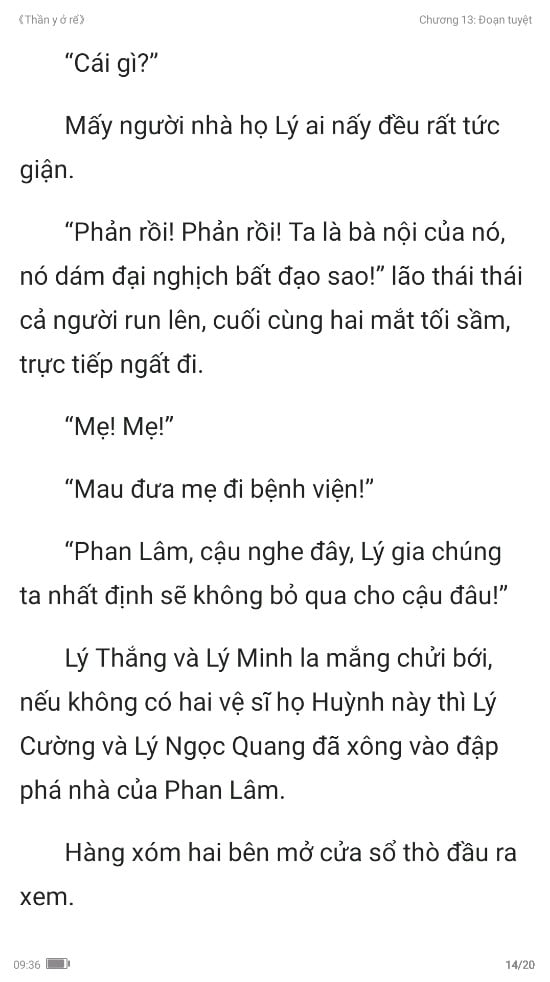 《Thần y ở rể》
Chương 13: Đoạn tuyệt
“Cái gì?”
Mấy người nhà họ Lý ai nấy đều rất tức
giận.
“Phản rồi! Phản rồi! Ta là bà nội của nó,
nó dám đại nghịch bất đạo sao!” lão thái thái
cả người run lên, cuối cùng hai mắt tối sầm,
trực tiếp ngất đi.
“Mẹ! Mẹ!”
“Mau đưa mẹ đi bệnh viện!”
“Phan Lâm, cậu nghe đây, Lý gia chúng
ta nhất định sẽ không bỏ qua cho cậu đâu!”
Lý Thắng và Lý Minh la mắng chửi bới,
nếu không có hai vệ sĩ họ Huỳnh này thì Lý
Cường và Lý Ngọc Quang đã xông vào đập
phá nhà của Phan Lâm.
Hàng xóm hai bên mở cửa sổ thò đầu ra
xem.
09:36
14/20